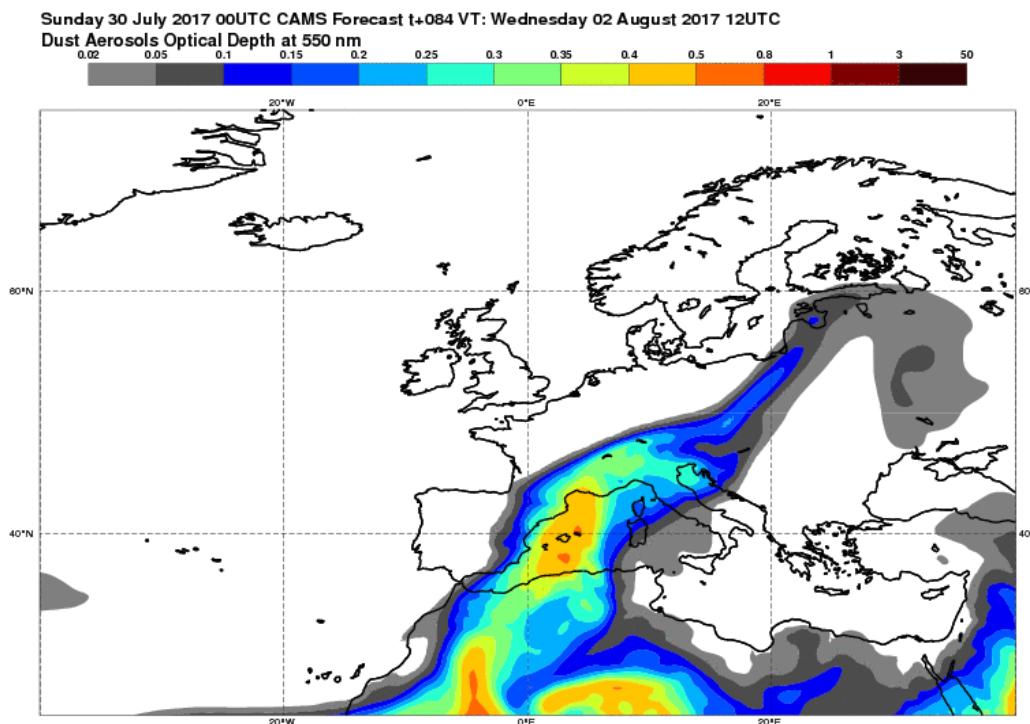 Sunday 30 July 2017 00UTC CAMS Forecast t+084 VT: Wednesday 02 August 2017 12UTC
Dust Aerosols Optical Depth at 550 nm
0.02 0.05 0.1 0.15 0.2 0.25 0.3 0.35 0.4 0.5 0.8 1 3 50
20°W 0°E 20°E
60°N 60
40°N 40
20°W 0°E 20°E